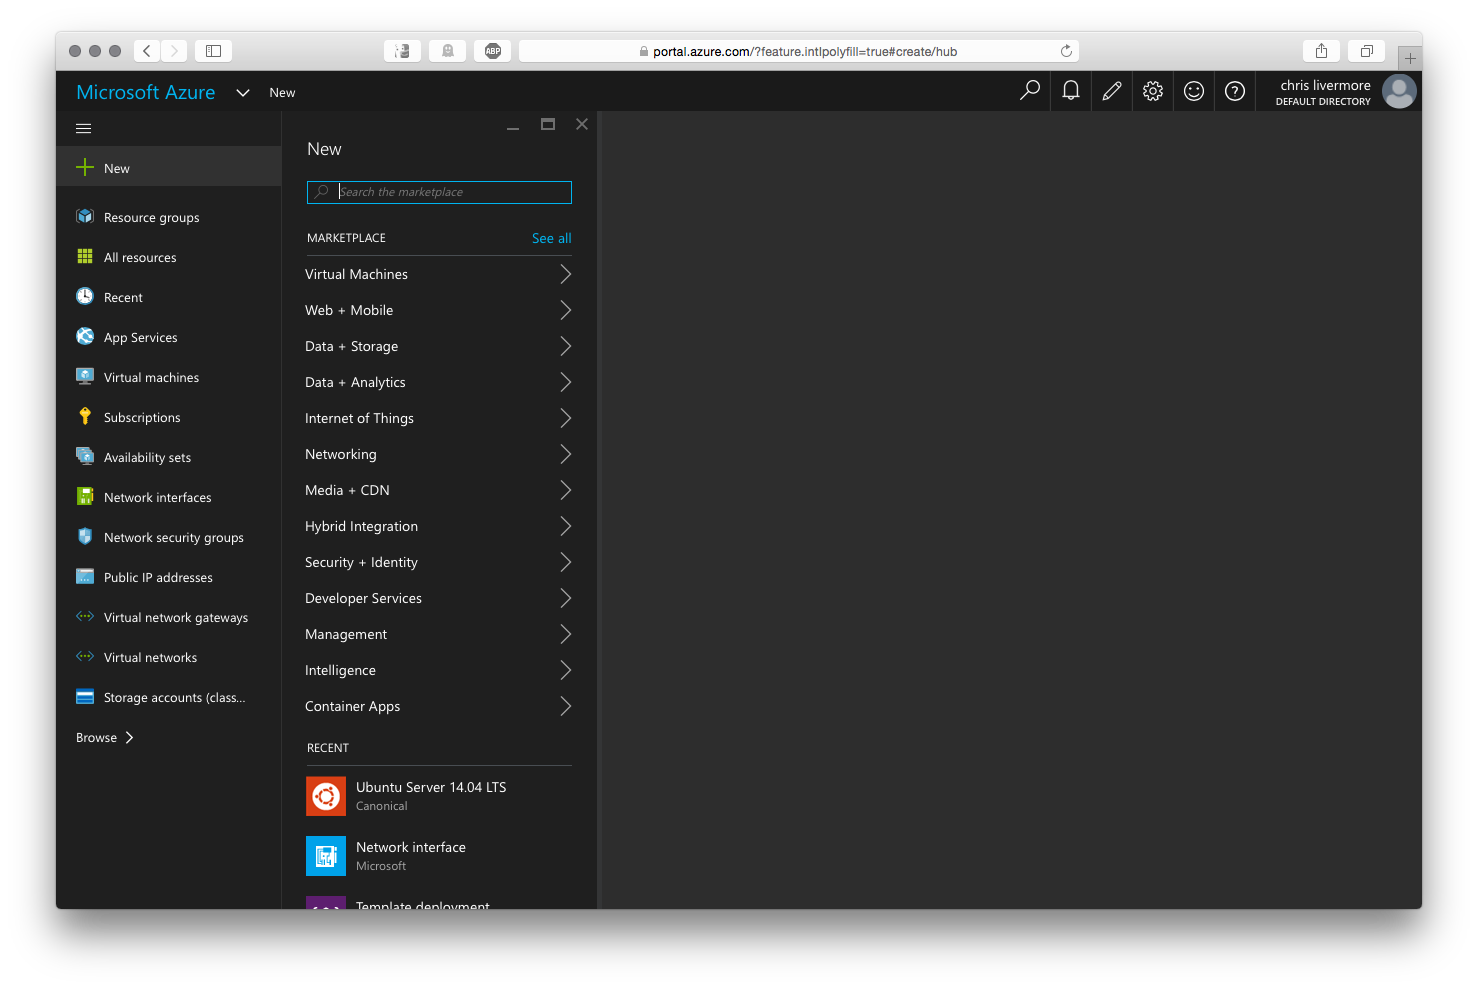 ABP
portal.azure.com/?feature.intlpolyfill=true#create/hub
Microsoft Azure
New
chris livermore
DEFAULT DIRECTORY
New
Resource groups
All resources
Recent
App Services
Virtual machines
Subscriptions
Availability sets
Network interfaces
Network security groups
Public IP addresses
Virtual network gateways
Virtual networks
Storage accounts (class...
Browse
New
Search the marketplace
MARKETPLACE
See all
Virtual Machines
Web + Mobile
Data + Storage
Data + Analytics
Internet of Things
Networking
Media + CDN
Hybrid Integration
Security + Identity
Developer Services
Management
Intelligence
Container Apps
RECENT
Ubuntu Server 14.04 LTS
Canonical
Network interface
Microsoft
Template deployment